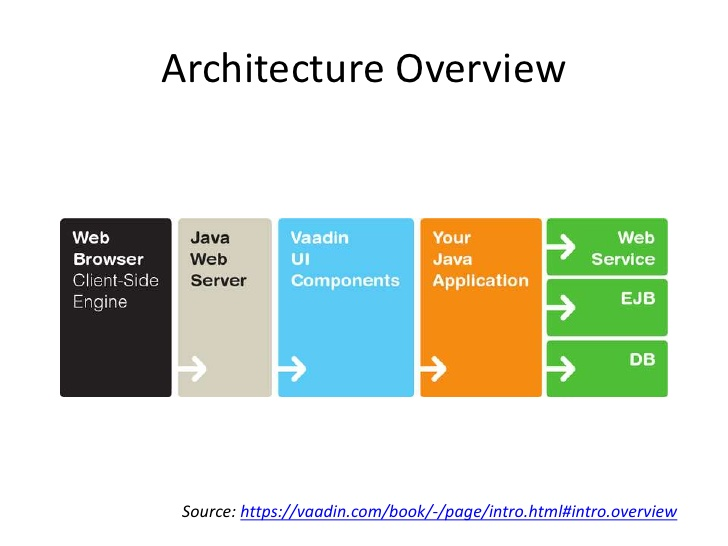 Architecture Overview
Web
Browser
Client-Side
Engine
Java
Web
Server
Vaadin
UI
Components
Your
Java
Application
Web
Service
EJB
DB
Source: https://vaadin.com/book/-/page/intro.html#intro.overview